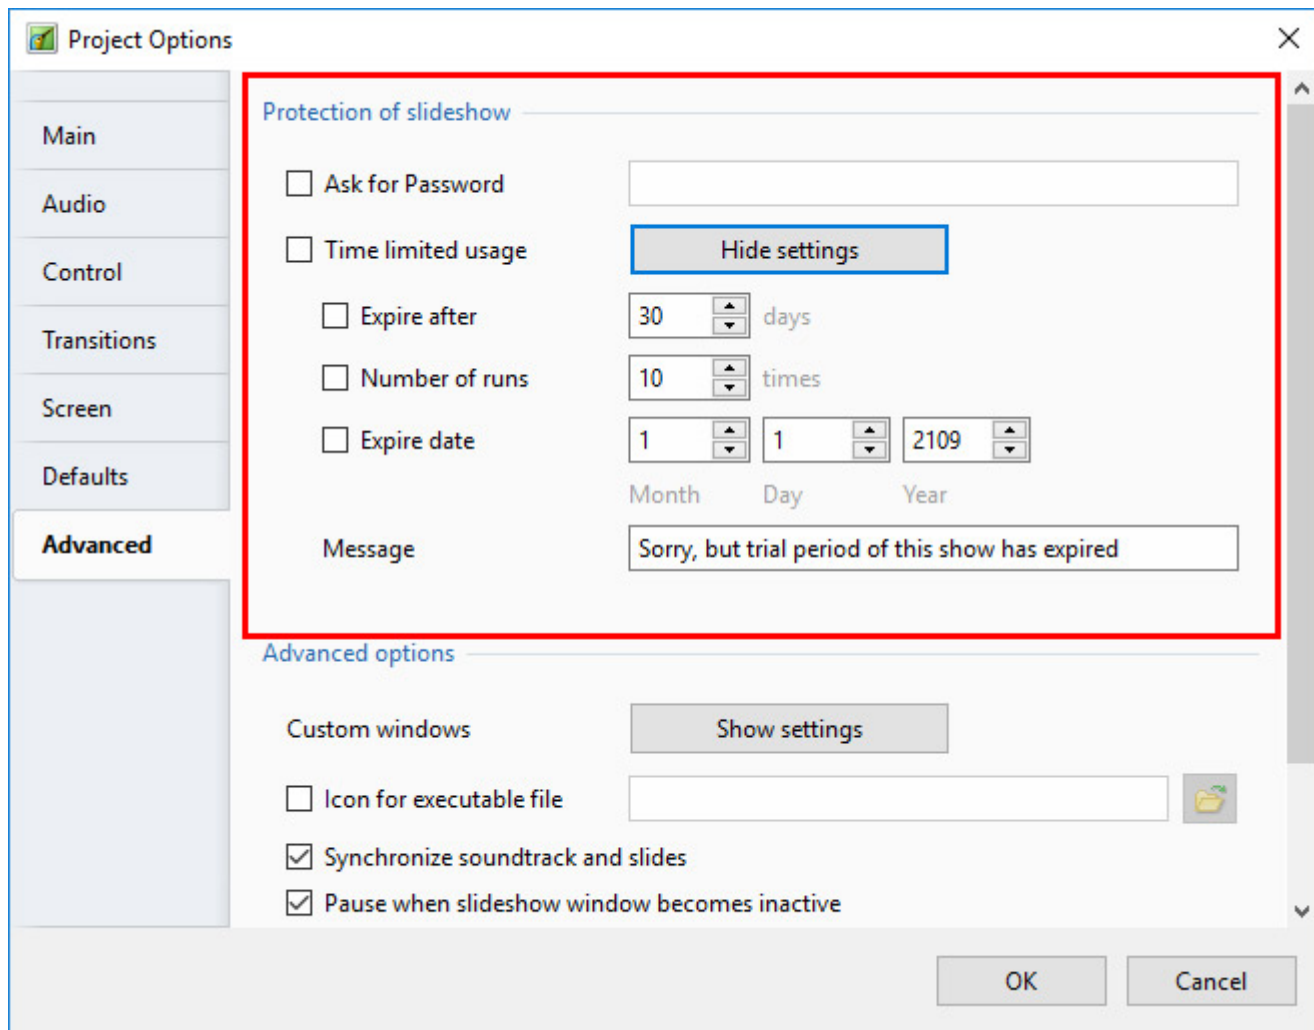 Project Options
Main
Audio
Control
Transitions
Screen
Defaults
Advanced
Protection of slideshow
Ask for Password
Time limited usage Hide settings
Expire after 30 days
Number of runs 10 times
Expire date 1 1 2109
Month Day Year
Message Sorry, but trial period of this show has expired
Advanced options
Custom windows Show settings
Icon for executable file
Synchronize soundtrack and slides
Pause when slideshow window becomes inactive
OK Cancel